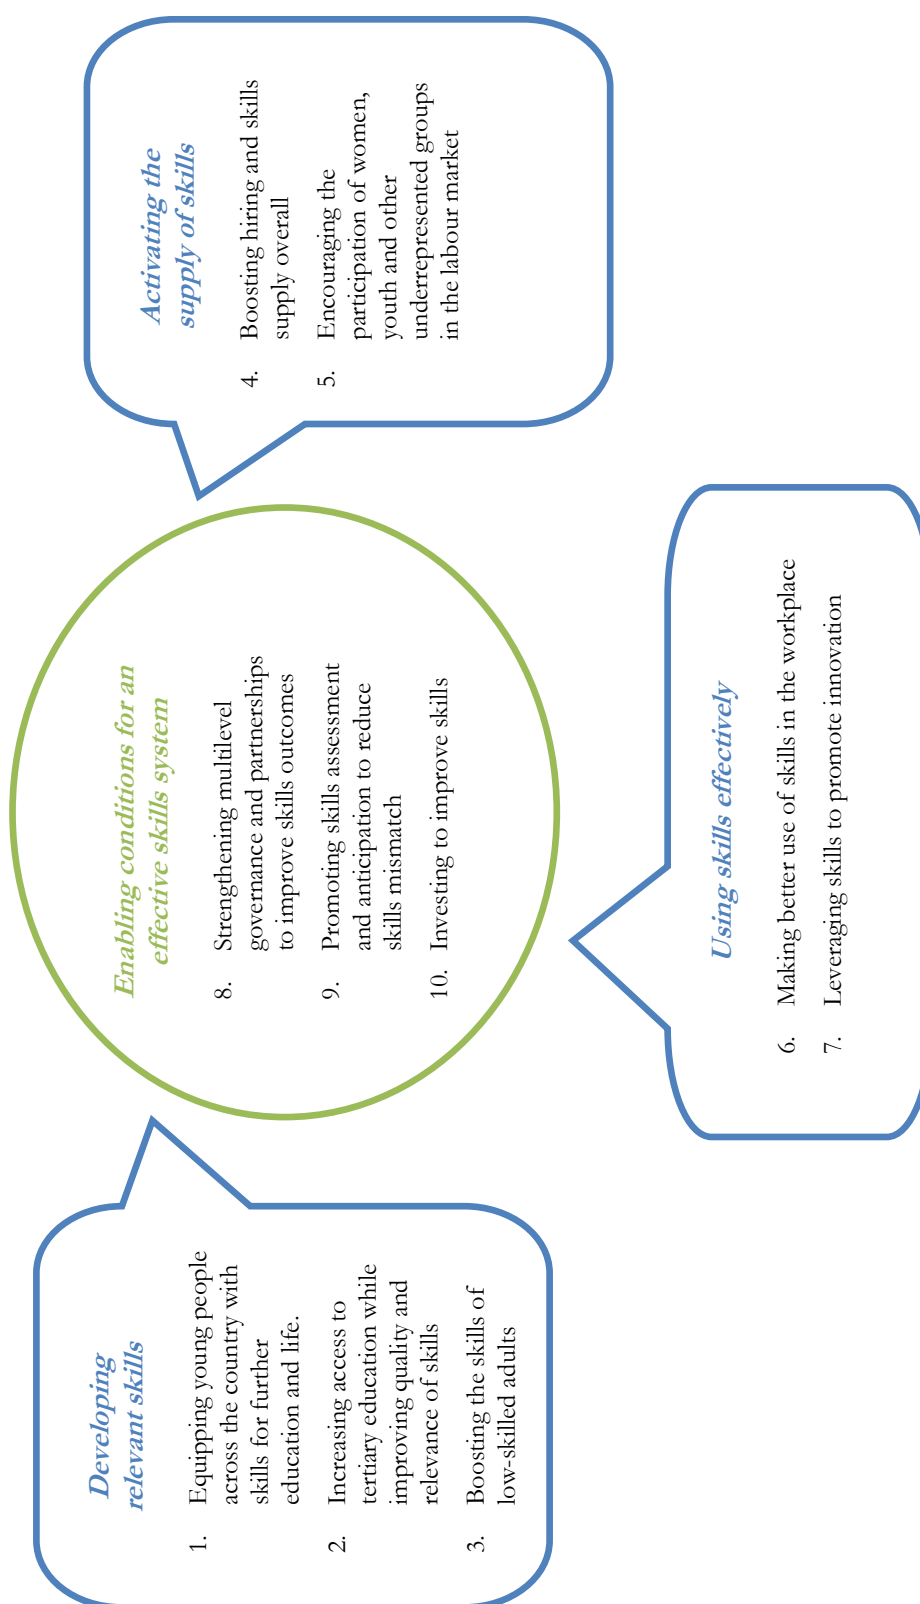 Developing
relevant skills
1. Equipping young people
across the country with
skills for further
education and life.
2. Increasing access to
tertiary education while
improving quality and
relevance of skills
3. Boosting the skills of
low-skilled adults
Enabling conditions for an
effective skills system
8. Strengthening multilevel
governance and partnerships
to improve skills outcomes
9. Promoting skills assessment
and anticipation to reduce
skills mismatch
10. Investing to improve skills
Activating the
supply of skills
4. Boosting hiring and skills
supply overall
5. Encouraging the
participation of women,
youth and other
underrepresented groups
in the labour market
Using skills effectively
6. Making better use of skills in the workplace
7. Leveraging skills to promote innovation